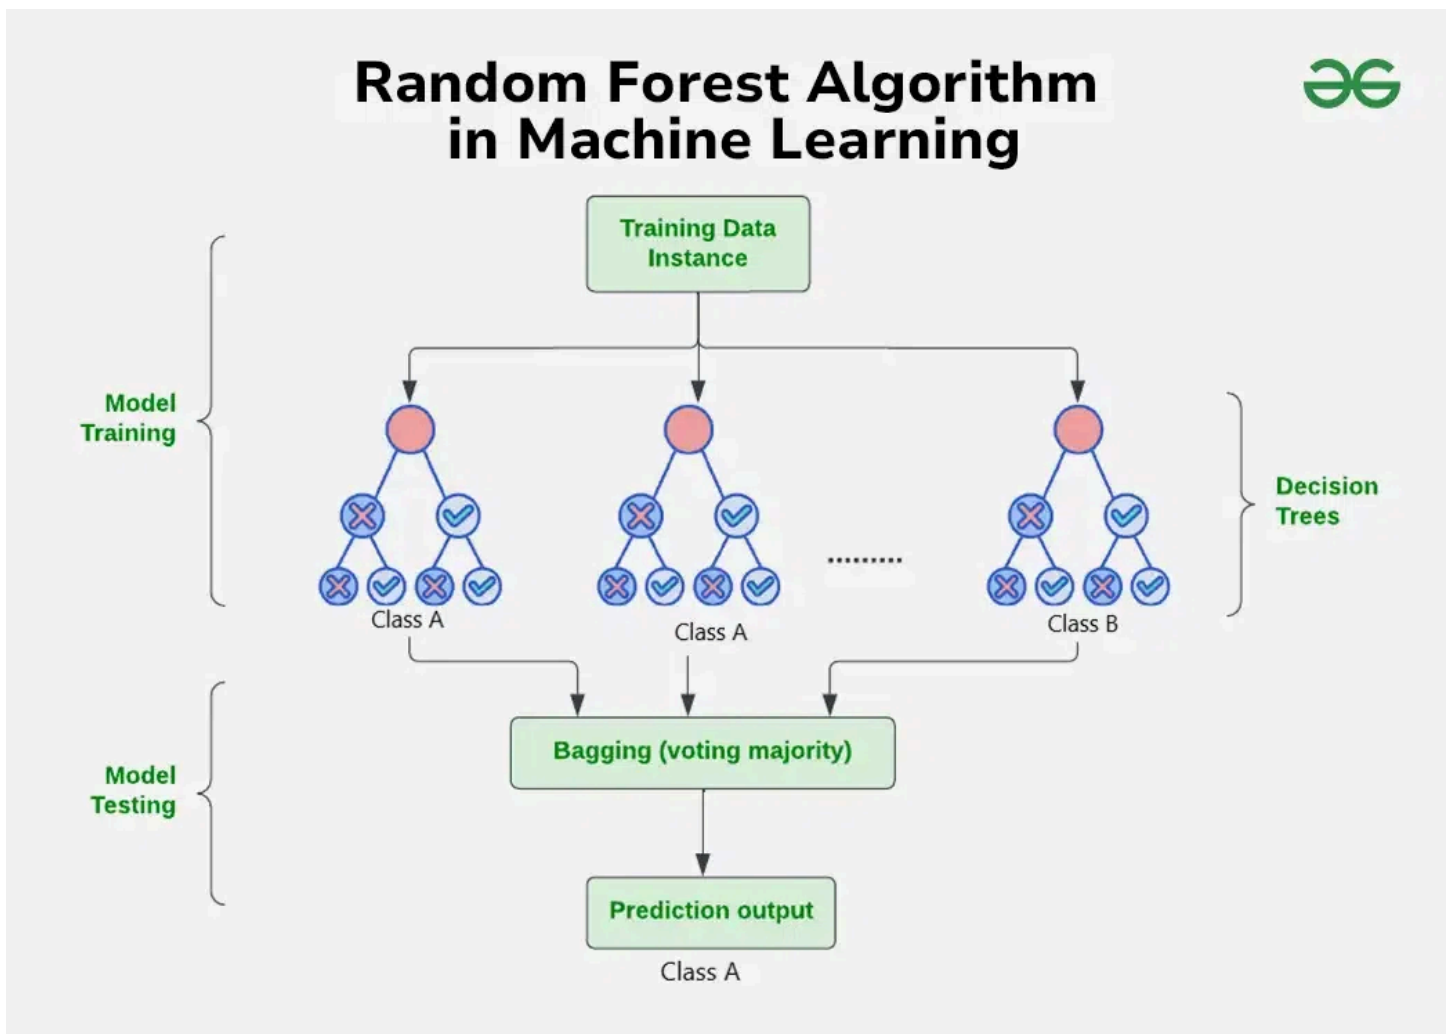 Random Forest Algorithm
in Machine Learning
Training Data
Instance
Model
Training
Decision
Trees
.........
Class A
Class A
Class B
Bagging (voting majority)
Model
Testing
Prediction output
Class A